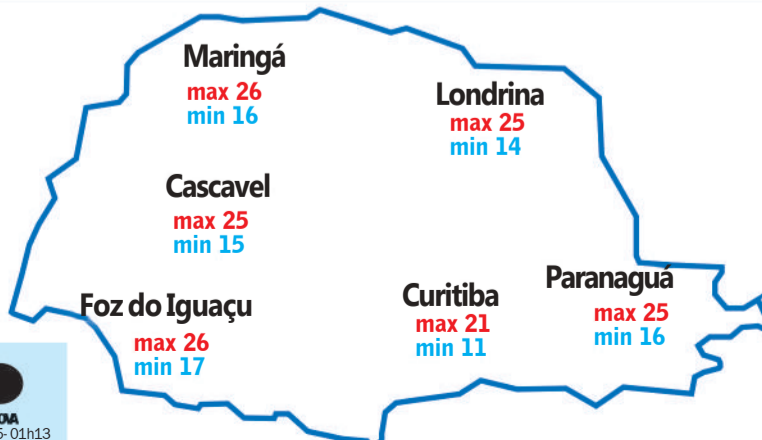 Maringá
max 26
min 16
Londrina
max 25
min 14
Cascavel
max 25
min 15
Foz do Iguaçu
max 26
min 17
Curitiba
max 21
min 11
Paranaguá
max 25
min 16
01h13